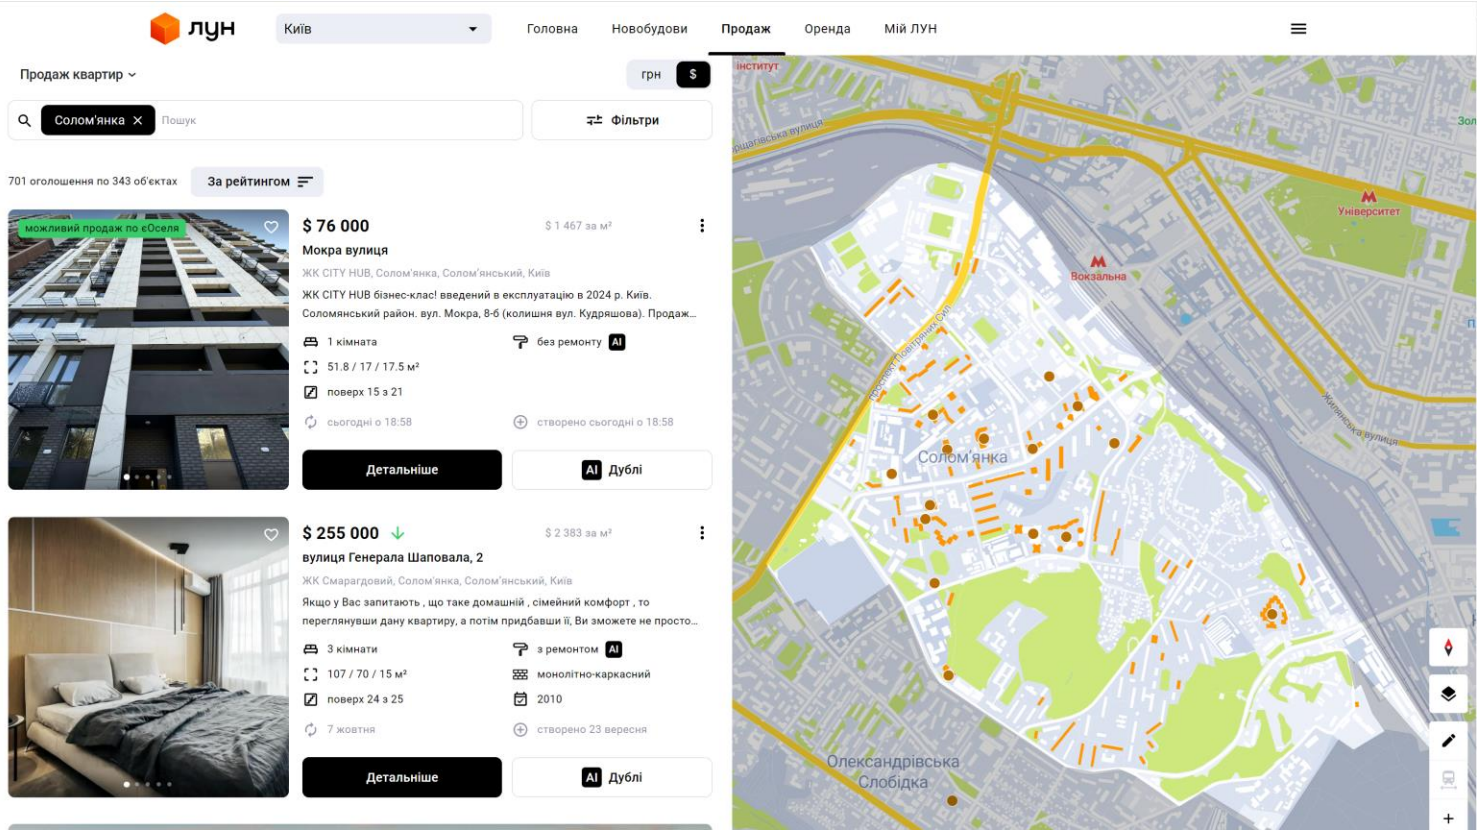 лун
Київ
Головна
Новобудови
Продаж
Оренда
Мій ЛУН
Продаж квартир
грн
$
Солом'янка
Пошук
Фільтри
701 оголошення по 343 об'єктах
За рейтингом
можливий продаж по єОселя
$ 76 000
$ 1 467 за м²
Мокра вулиця
ЖК CITY HUB, Солом'янка, Солом'янський, Київ
ЖК CITY HUB бізнес-клас! введений в експлуатацію в 2024 р. Київ.
Соломянський район. вул. Мокра, 8-б (колишня вул. Кудряшова). Продаж...
1 кімната
без ремонту AI
51.8 / 17 / 17.5 м²
поверх 15 з 21
сьогодні о 18:58
створено сьогодні о 18:58
Детальніше
AI Дублі
$ 255 000
$ 2 383 за м²
вулиця Генерала Шаповала, 2
ЖК Смарагдовий, Солом'янка, Солом'янський, Київ
Якщо у Вас запитають , що таке домашній , сімейний комфорт , то
переглянувши дану квартиру, а потім придбавши її, Ви зможете не просто...
3 кімнати
з ремонтом AI
107 / 70 / 15 м²
монолітно-каркасний
поверх 24 з 25
2010
7 жовтня
створено 23 вересня
Детальніше
AI Дублі
інститут
Зол
Університет
Вокзальна
проспект Повітряних Сил
Жилянська вулиця
Солом'янка
Олександрівська
Слобідка